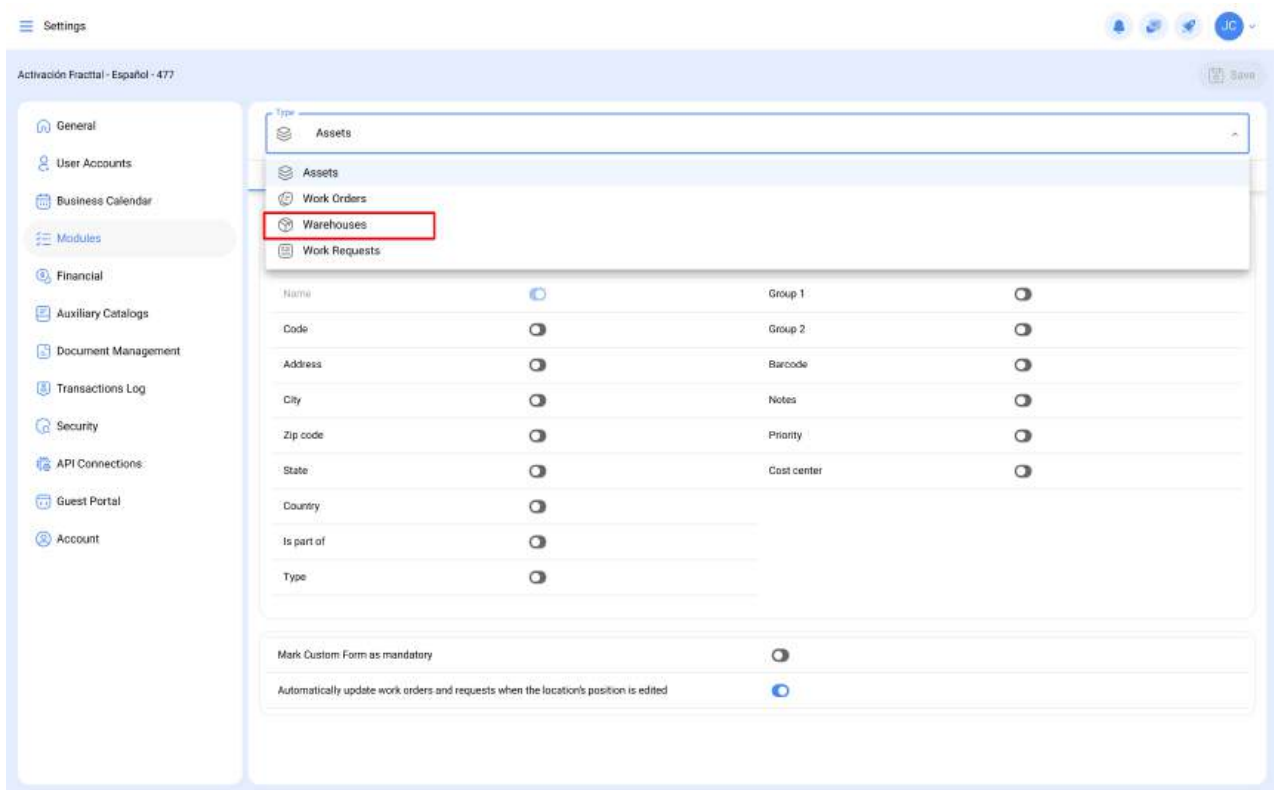 Settings
JC
Activación Fracttal - Español - 477
Save
General
User Accounts
Business Calendar
Modules
Financial
Auxiliary Catalogs
Document Management
Transactions Log
Security
API Connections
Guest Portal
Account
Type
Assets
Assets
Work Orders
Warehouses
Work Requests
Name
Group 1
Code
Group 2
Address
Barcode
City
Notes
Zip code
Priority
State
Cost center
Country
Is part of
Type
Mark Custom Form as mandatory
Automatically update work orders and requests when the location's position is edited